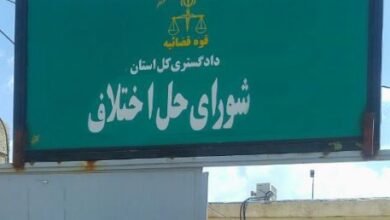 قوه قضائیه
دادگستری کل استان
شورای حل اختلاف